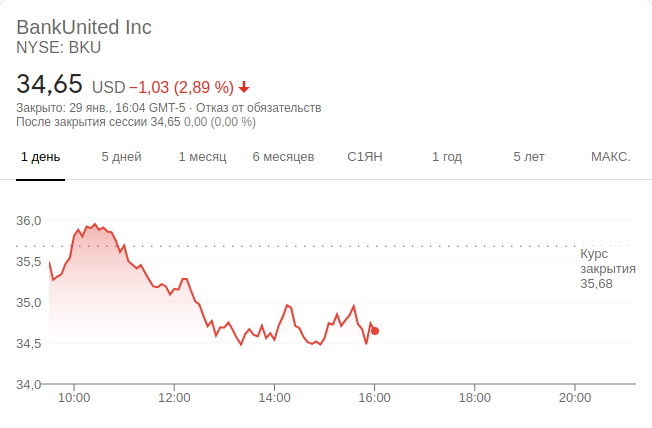 BankUnited Inc
NYSE: BKU
34,65 USD −1,03 (2,89 %)
Закрыто: 29 янв., 16:04 GMT-5 · Отказ от обязательств
После закрытия сессии 34,65 0,00 (0,00 %)
1 день 5 дней 1 месяц 6 месяцев С1ЯН 1 год 5 лет МАКС.
36,0
35,5
35,0
34,5
34,0
Курс
закрытия
35,68
10:00 12:00 14:00 16:00 18:00 20:00